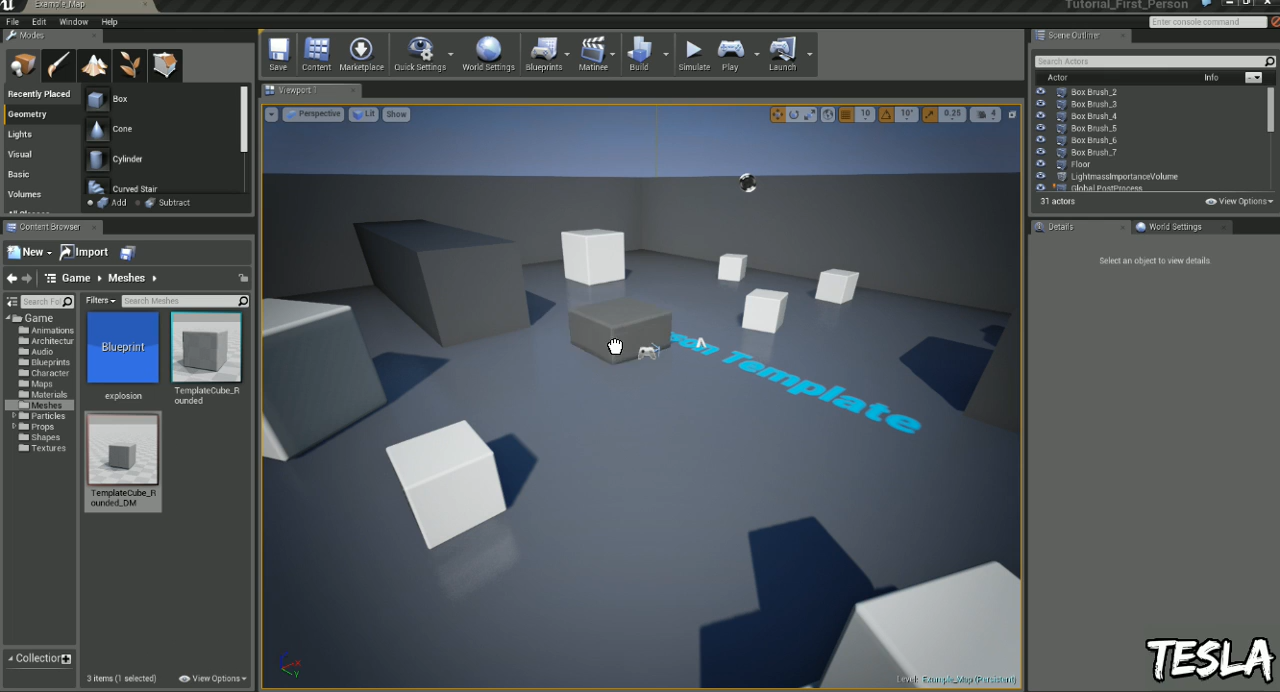 Example_Map
Tutorial_First_Person
File Edit Window Help
Enter console command
Modes
Recently Placed
Geometry
Lights
Visual
Basic
Volumes
Box
Cone
Cylinder
Curved Stair
Add Subtract
Save Content Marketplace Quick Settings World Settings Blueprints Matinee Build Simulate Play Launch
Viewport 1
Perspective Lit Show
10 10° 0.25 4
son Template
Level: Example_Map (Persistent)
Content Browser
New Import
Game Meshes
Filters Search Meshes
Game
Animations
Architectur
Audio
Blueprints
Character
Maps
Materials
Meshes
Particles
Props
Shapes
Textures
Blueprint
explosion
TemplateCube_R
ounded
TemplateCube_R
ounded_DM
Collection
3 items (1 selected) View Options
Scene Outliner
Search Actors
Actor Info
Box Brush_2
Box Brush_3
Box Brush_4
Box Brush_5
Box Brush_6
Box Brush_7
Floor
LightmassImportanceVolume
Global PostProcess
31 actors View Options
Details World Settings
Select an object to view details.
TESLA